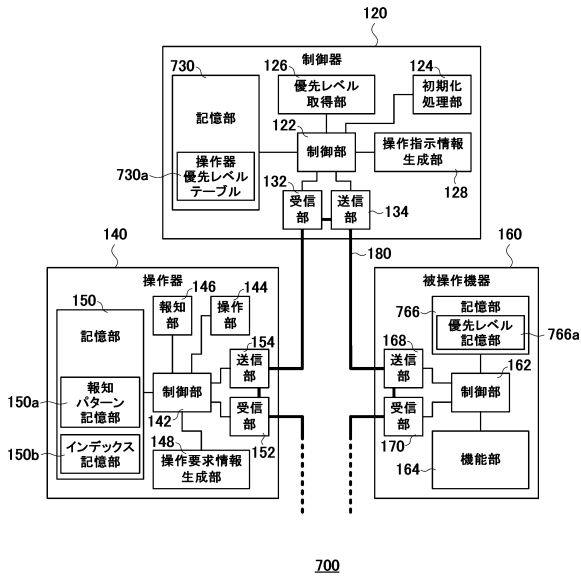 120
制御器
730
126
優先レベル
取得部
124
初期化
処理部
記憶部
122
制御部
操作指示情報
生成部
730a
操作器
優先レベル
テーブル
132
128
受信部
送信部
134
180
140
操作器
150
146
144
報知部
操作部
記憶部
154
送信部
150a
報知
パターン
記憶部
制御部
142
受信部
152
148
150b
インデックス
記憶部
操作要求情報
生成部
160
被操作機器
766
記憶部
優先レベル
記憶部
766a
168
送信部
162
制御部
受信部
170
164
機能部
700